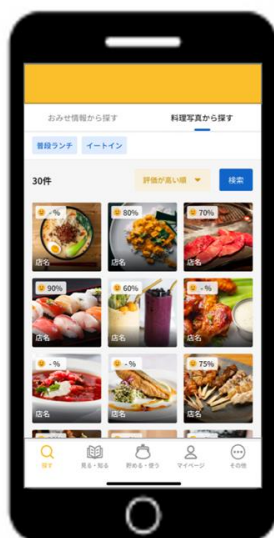 おみせ情報から探す 料理写真から探す
普段ランチ イートイン
30件 評価が高い順 検索
- % 80% 70%
店名 店名 店名
90% 60% - %
店名 店名 店名
- % - % 75%
店名 店名 店名
探す 見る・知る 貯める・使う マイページ その他